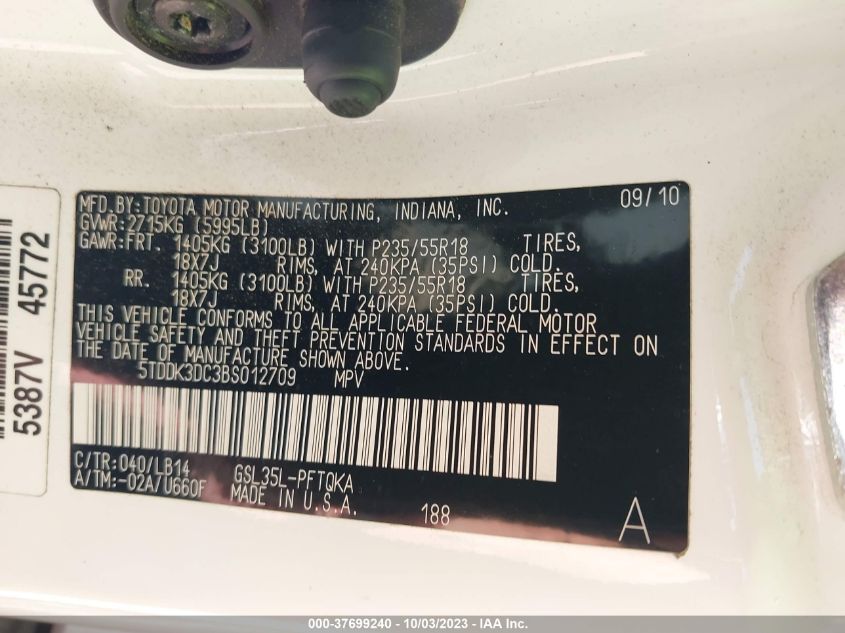 MFD.BY:TOYOTA MOTOR MANUFACTURING, INDIANA, INC. 09/10
GVWR:2715KG (5995LB)
GAWR:FRT. 1405KG (3100LB) WITH P235/55R18 TIRES,
18X7J RIMS, AT 240KPA (35PSI) COLD.
RR. 1405KG (3100LB) WITH P235/55R18 TIRES,
18X7J RIMS, AT 240KPA (35PSI) COLD.
THIS VEHICLE CONFORMS TO ALL APPLICABLE FEDERAL MOTOR
VEHICLE SAFETY AND THEFT PREVENTION STANDARDS IN EFFECT ON
THE DATE OF MANUFACTURE SHOWN ABOVE.
5TDDK3DC3BS012709 MPV
C/TR:040/LB14 GSL35L-PFTQKA
A/TM:-02A/U660F MADE IN U.S.A. 188 A
5387V 45772
000-37699240 - 10/03/2023 - IAA Inc.